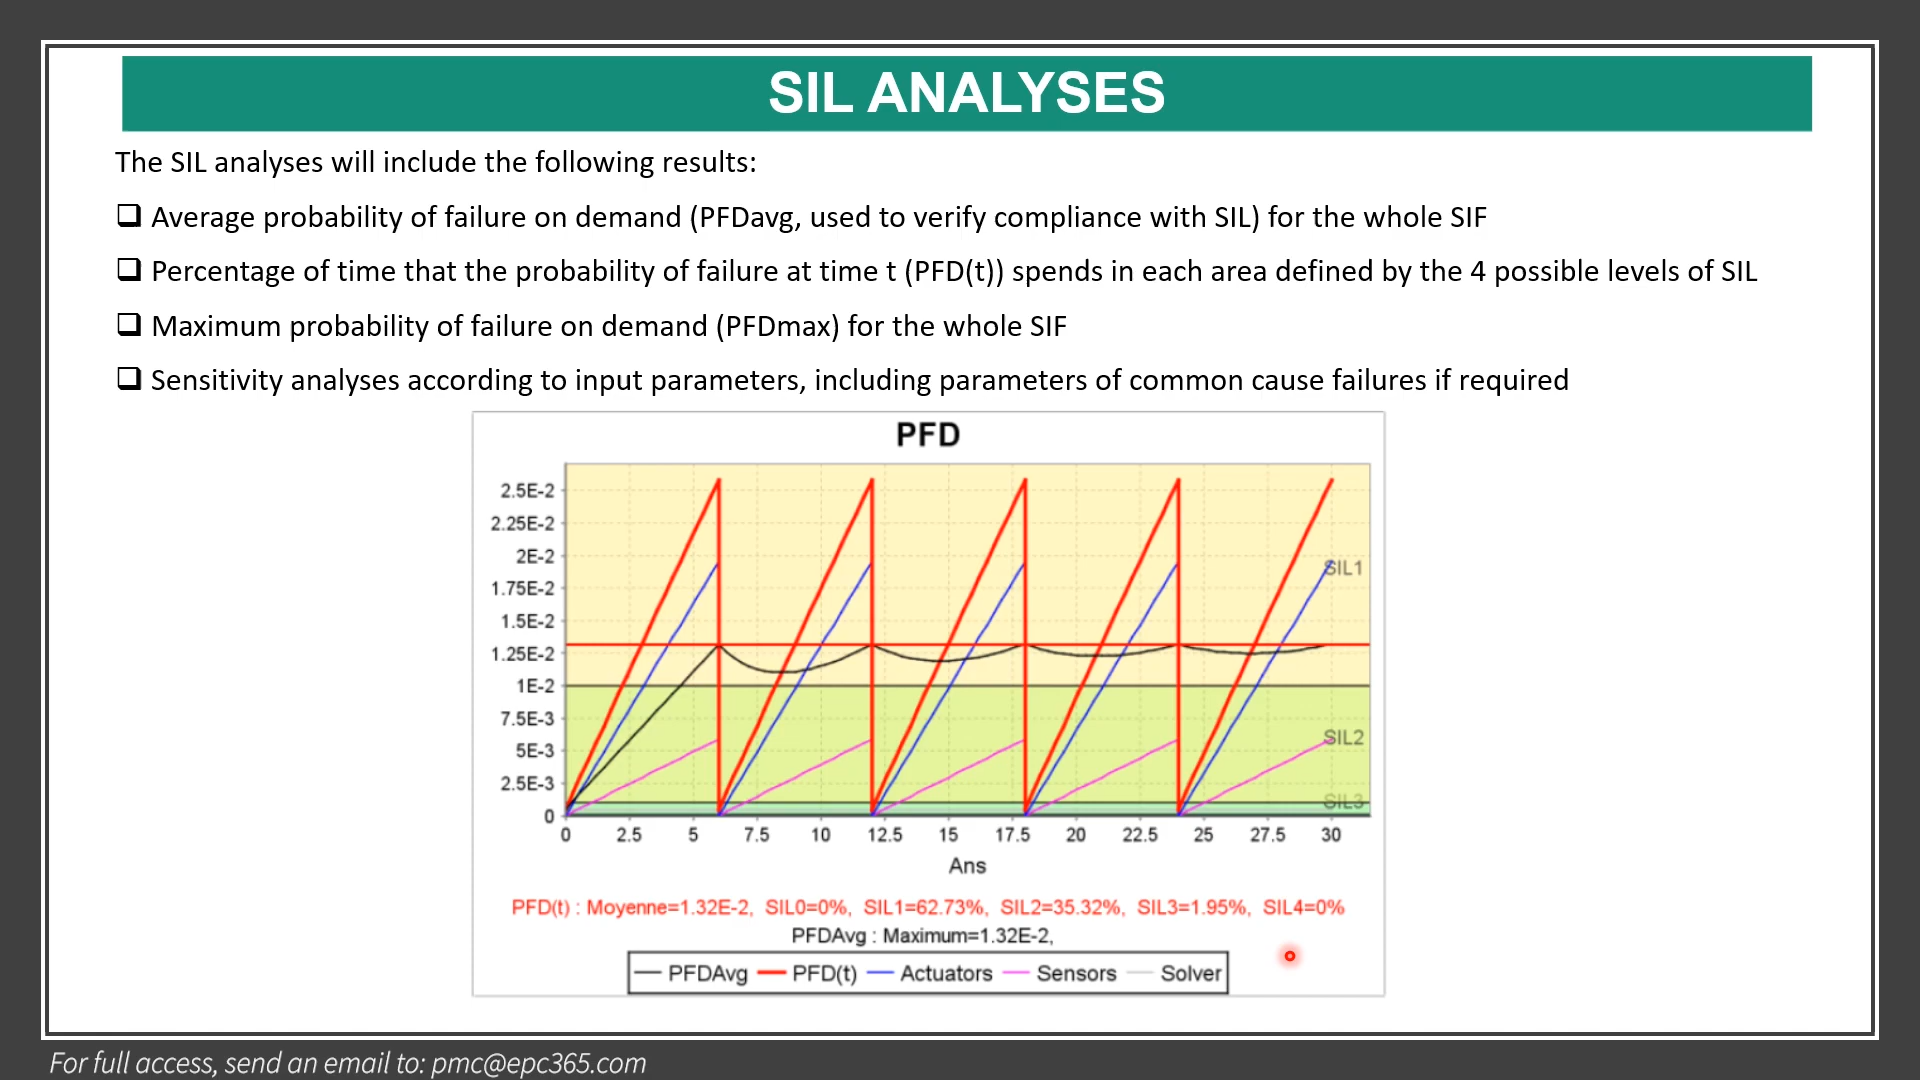 SIL ANALYSES
The SIL analyses will include the following results:
Average probability of failure on demand (PFDavg, used to verify compliance with SIL) for the whole SIF
Percentage of time that the probability of failure at time t (PFD(t)) spends in each area defined by the 4 possible levels of SIL
Maximum probability of failure on demand (PFDmax) for the whole SIF
Sensitivity analyses according to input parameters, including parameters of common cause failures if required
PFD
2.5E-2
2.25E-2
2E-2
1.75E-2
1.5E-2
1.25E-2
1E-2
7.5E-3
5E-3
2.5E-3
0
SIL1
SIL2
SIL3
0 2.5 5 7.5 10 12.5 15 17.5 20 22.5 25 27.5 30
Ans
PFD(t) : Moyenne=1.32E-2, SIL0=0%, SIL1=62.73%, SIL2=35.32%, SIL3=1.95%, SIL4=0%
PFDAvg : Maximum=1.32E-2,
PFDAvg PFD(t) Actuators Sensors Solver
For full access, send an email to: pmc@epc365.com